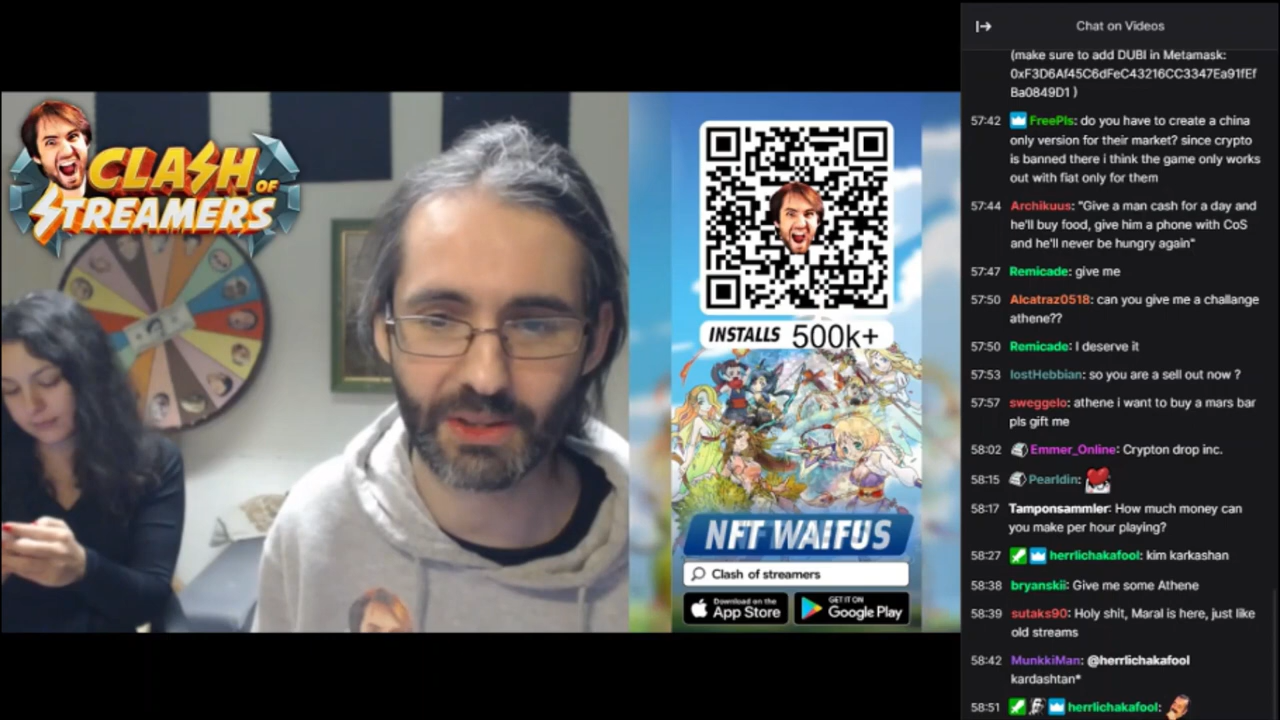 CLASH
OF
STREAMERS
INSTALLS 500k+
NFT WAIFUS
Clash of streamers
Download on the
App Store
GET IT ON
Google Play
Chat on Videos
(make sure to add DUBI in Metamask:
0xF3D6Af45C6dFeC43216CC3347Ea91fEf
Ba0849D1 )
57:42 FreePls: do you have to create a china
only version for their market? since crypto
is banned there i think the game only works
out with fiat only for them
57:44 Archikuus: "Give a man cash for a day and
he'll buy food, give him a phone with CoS
and he'll never be hungry again"
57:47 Remicade: give me
57:50 Alcatraz0518: can you give me a challange
athene??
57:50 Remicade: I deserve it
57:53 lostHebbian: so you are a sell out now ?
57:57 sweggelo: athene i want to buy a mars bar
pls gift me
58:02 Emmer_Online: Crypton drop inc.
58:15 Pearldin:
58:17 Tamponsammler: How much money can
you make per hour playing?
58:27 herrlichakafool: kim karkashan
58:38 bryanskii: Give me some Athene
58:39 sutaks90: Holy shit, Maral is here, just like
old streams
58:42 MunkkiMan: @herrlichakafool
kardashtan*
58:51 herrlichakafool: